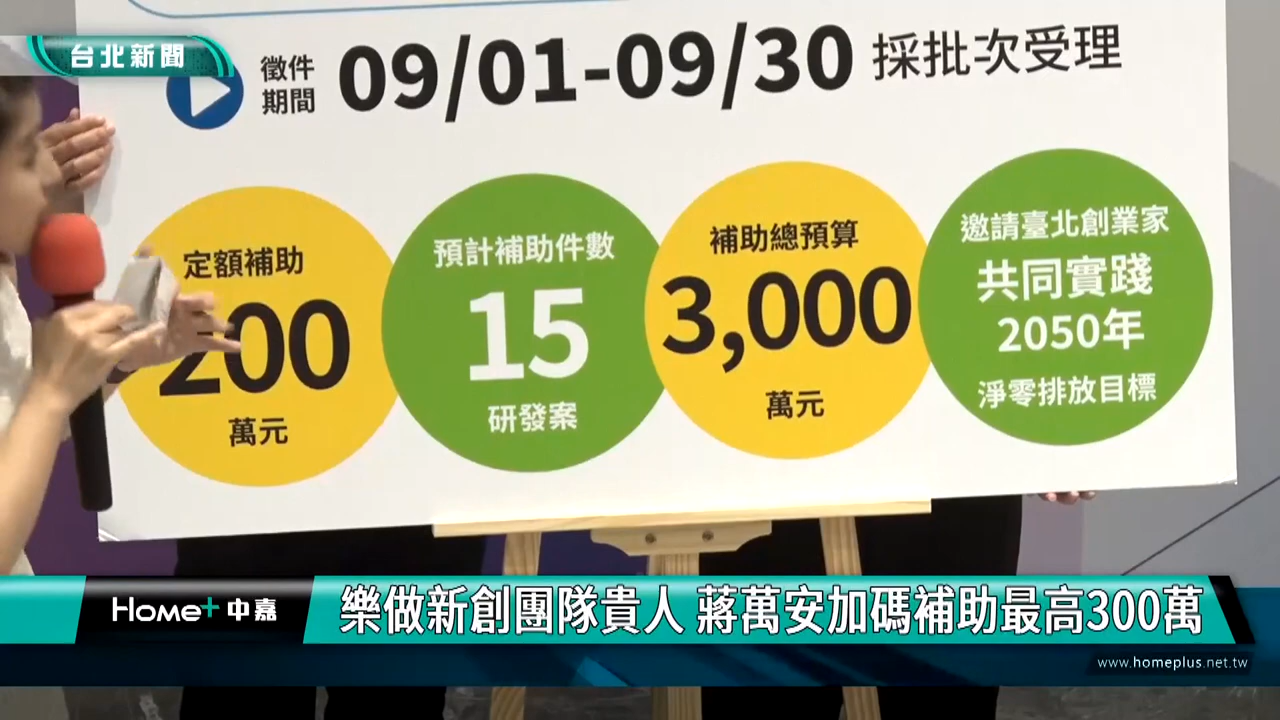 台北新聞
徵件
期間
09/01-09/30 採批次受理
定額補助
200
萬元
預計補助件數
15
研發案
補助總預算
3,000
萬元
邀請臺北創業家
共同實踐
2050年
淨零排放目標
Home+ 中嘉
樂做新創團隊貴人 蔣萬安加碼補助最高300萬
www.homeplus.net.tw